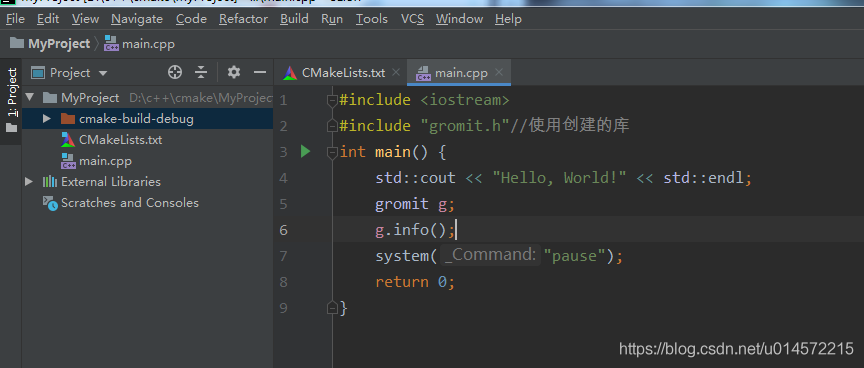 File Edit View Navigate Code Refactor Build Run Tools VCS Window Help
MyProject main.cpp
1: Project
Project
MyProject D:\c++\cmake\MyProjec
cmake-build-debug
CMakeLists.txt
main.cpp
External Libraries
Scratches and Consoles
CMakeLists.txt main.cpp
1 #include <iostream>
2 #include "gromit.h"//使用创建的库
3 int main() {
4 std::cout << "Hello, World!" << std::endl;
5 gromit g;
6 g.info();
7 system( _Command: "pause");
8 return 0;
9 }
https://blog.csdn.net/u014572215